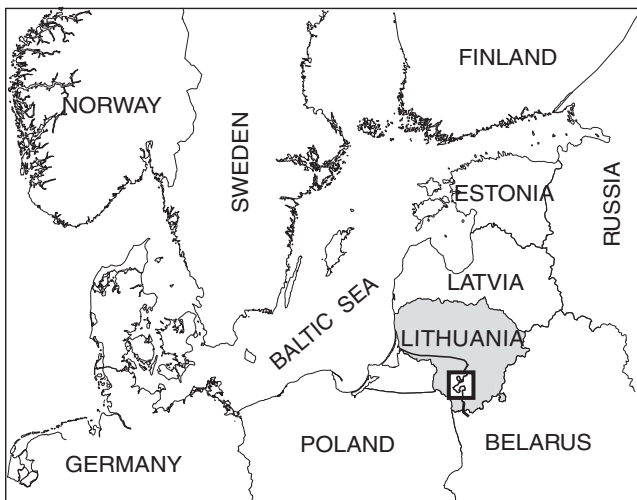 FINLAND
NORWAY
SWEDEN
ESTONIA
RUSSIA
LATVIA
BALTIC SEA
LITHUANIA
POLAND
BELARUS
GERMANY